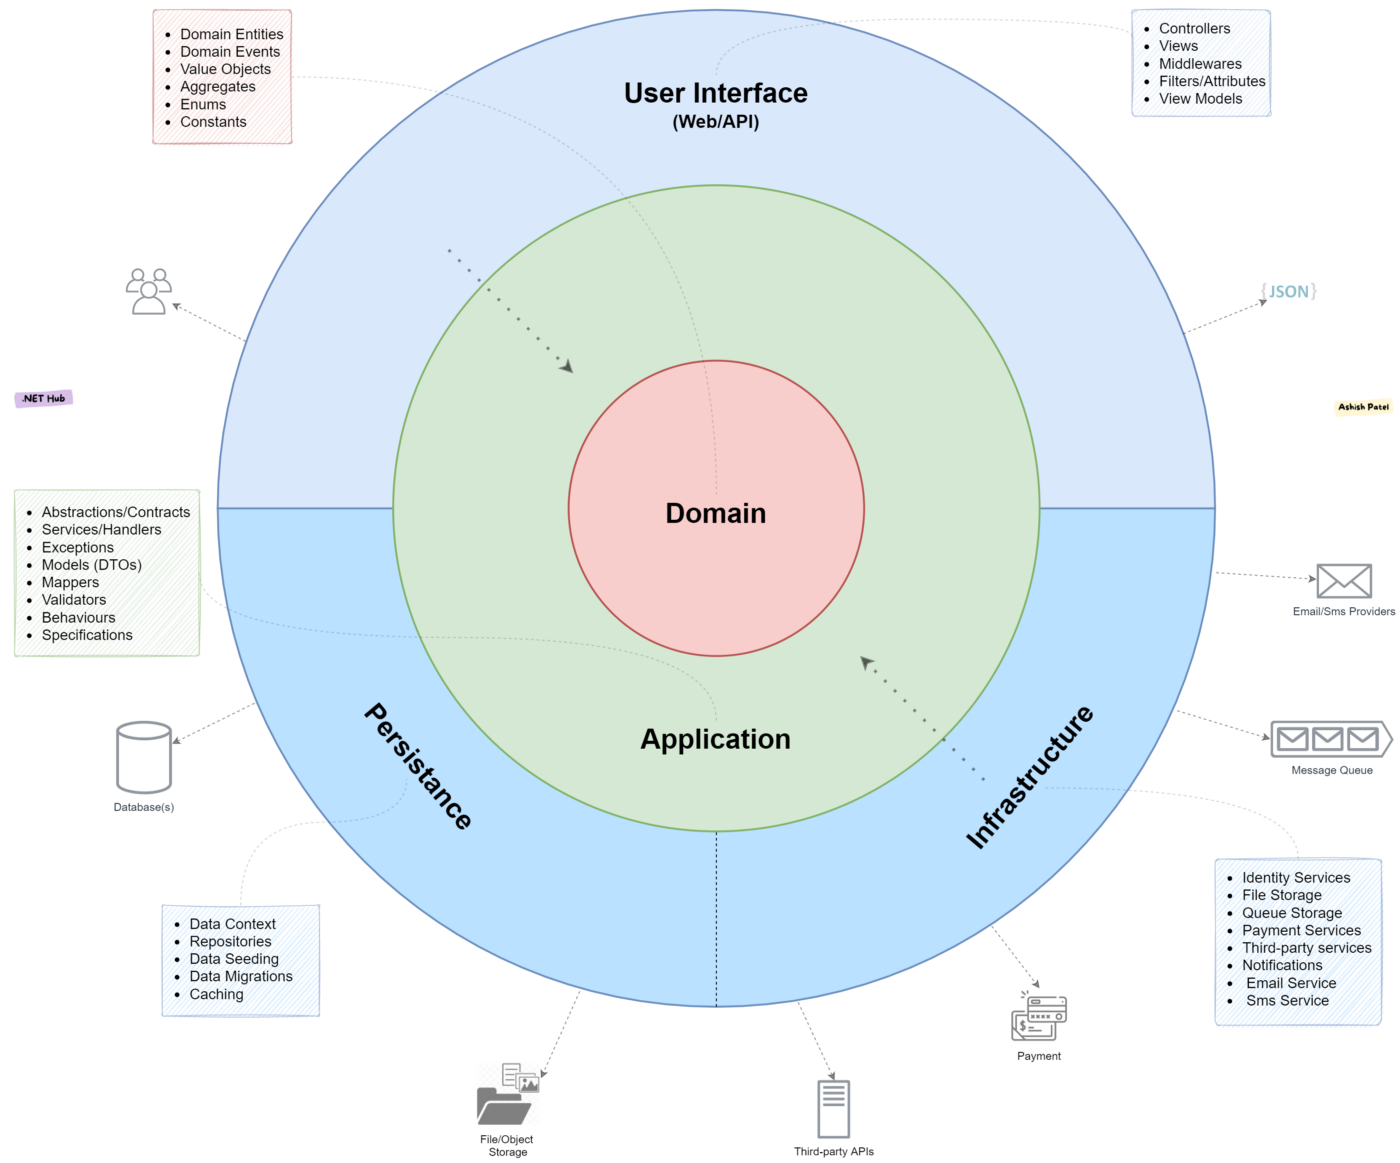 Domain Entities
Domain Events
Value Objects
Aggregates
Enums
Constants
User Interface
(Web/API)
Controllers
Views
Middlewares
Filters/Attributes
View Models
{JSON}
.NET Hub
Ashish Patel
Abstractions/Contracts
Services/Handlers
Exceptions
Models (DTOs)
Mappers
Validators
Behaviours
Specifications
Domain
Email/Sms Providers
Persistance
Application
Infrastructure
Message Queue
Database(s)
Data Context
Repositories
Data Seeding
Data Migrations
Caching
Identity Services
File Storage
Queue Storage
Payment Services
Third-party services
Notifications
Email Service
Sms Service
$
Payment
File/Object
Storage
Third-party APIs